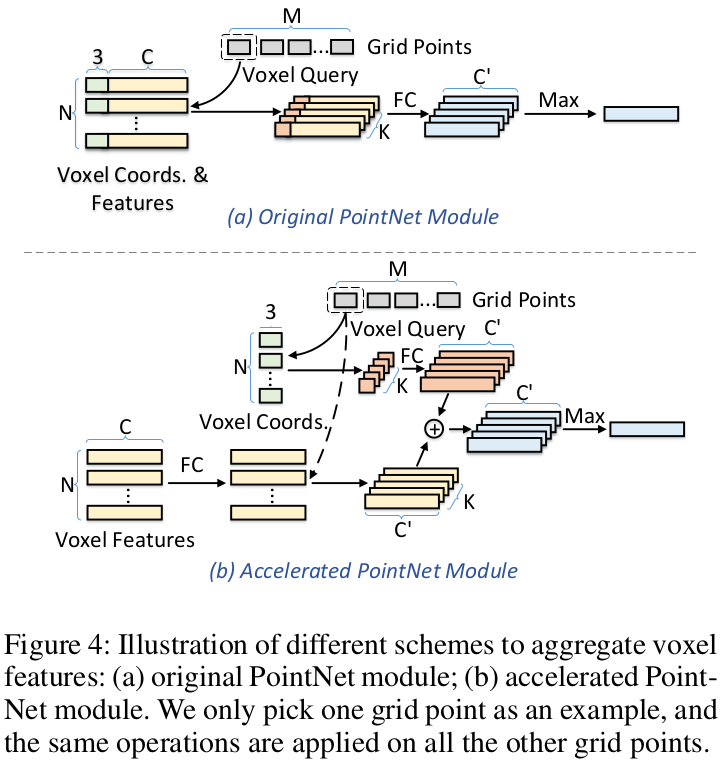 M
Grid Points
3 C
Voxel Query
N
FC
C'
Max
K
Voxel Coords. &
Features
(a) Original PointNet Module
M
Grid Points
3
Voxel Query
C'
N
FC
K
Voxel Coords.
C'
Max
+
C
FC
N
K
C'
Voxel Features
(b) Accelerated PointNet Module
Figure 4: Illustration of different schemes to aggregate voxel
features: (a) original PointNet module; (b) accelerated Point-
Net module. We only pick one grid point as an example, and
the same operations are applied on all the other grid points.